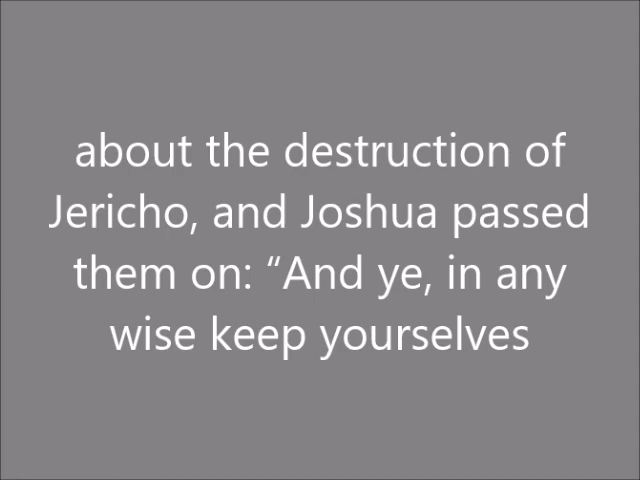 about the destruction of
Jericho, and Joshua passed
them on: “And ye, in any
wise keep yourselves